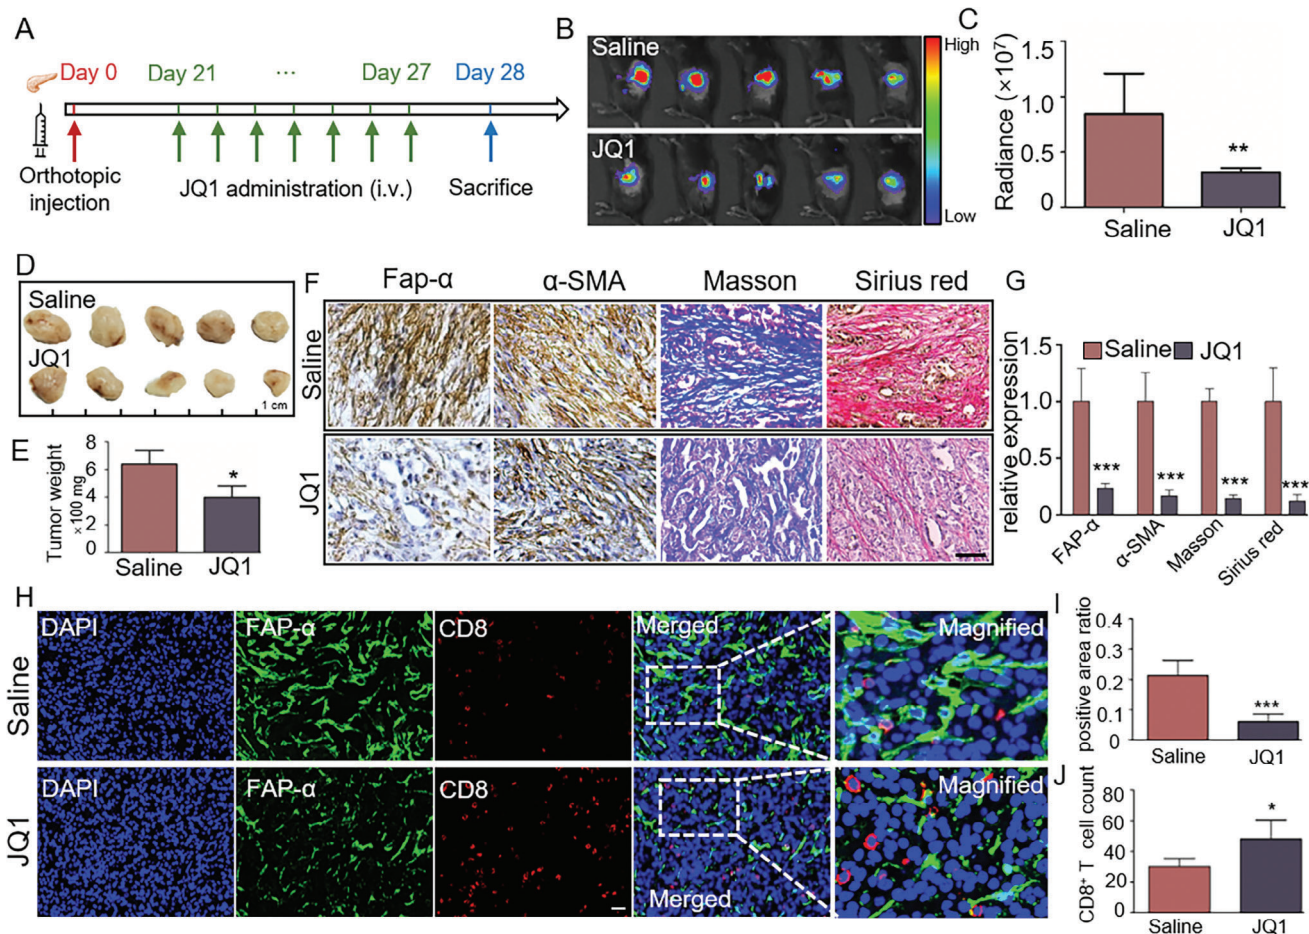 A
Day 0
Day 21
...
Day 27
Day 28
Orthotopic
injection
JQ1 administration (i.v.)
Sacrifice
B
Saline
JQ1
High
Low
C
Radiance (×10⁷)
1.5
1.0
0.5
0
**
Saline
JQ1
D
Saline
JQ1
1 cm
E
Tumor weight
×100 mg
8
6
4
2
0
*
Saline
JQ1
F
Fap-α
α-SMA
Masson
Sirius red
Saline
JQ1
G
relative expression
1.5
1.0
0.5
0
Saline
JQ1
***
***
***
***
FAP-α
α-SMA
Masson
Sirius red
H
Saline
DAPI
FAP-α
CD8
Merged
Magnified
JQ1
DAPI
FAP-α
CD8
Merged
Magnified
I
positive area ratio
0.4
0.3
0.2
0.1
0
***
Saline
JQ1
J
CD8⁺ T cell count
80
60
40
20
0
*
Saline
JQ1